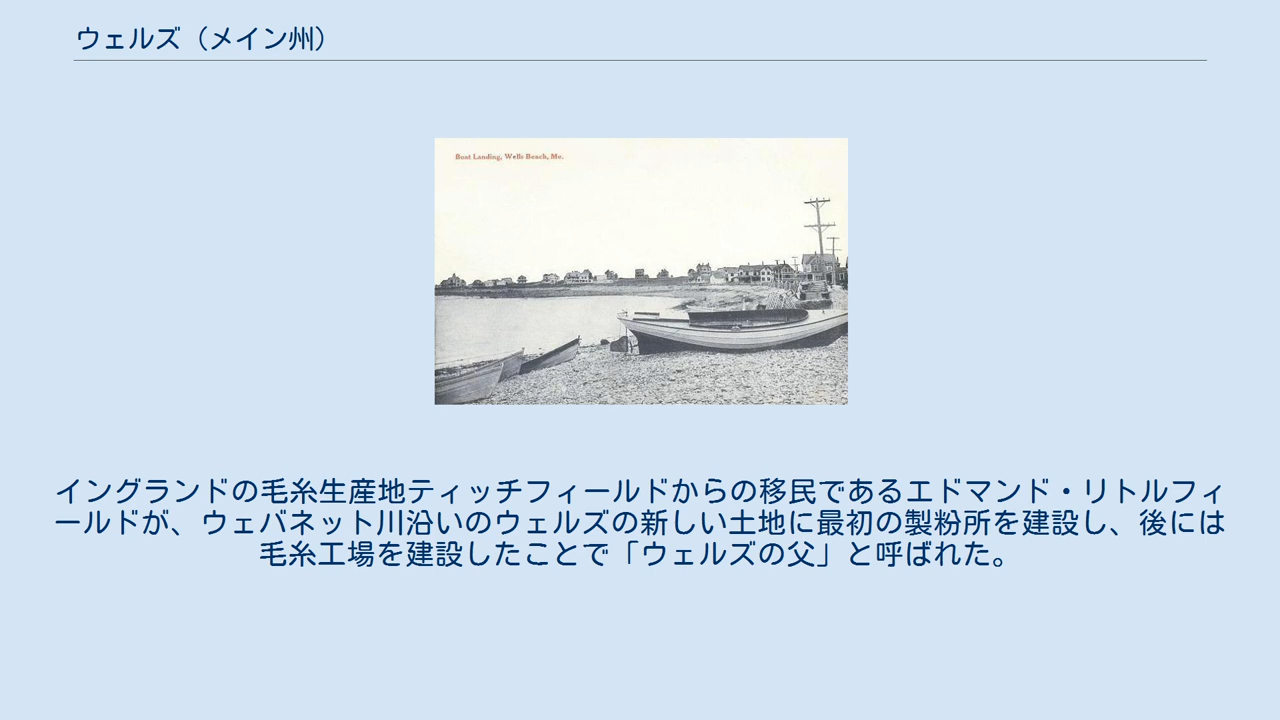 ウェルズ（メイン州）
Boat Landing, Wells Beach, Me.
イングランドの毛糸生産地ティッチフィールドからの移民であるエドマンド・リトルフィ
ールドが、ウェバネット川沿いのウェルズの新しい土地に最初の製粉所を建設し、後には
毛糸工場を建設したことで「ウェルズの父」と呼ばれた。